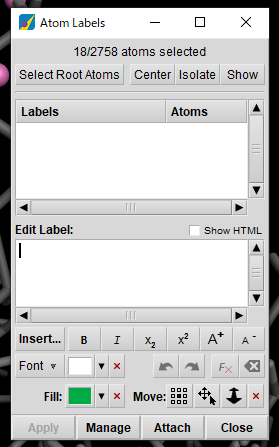 Atom Labels
18/2758 atoms selected
Select Root Atoms Center Isolate Show
Labels Atoms
Edit Label: Show HTML
Insert... B I x2 x2 A+ A-
Font Fx
Fill: Move:
Apply Manage Attach Close